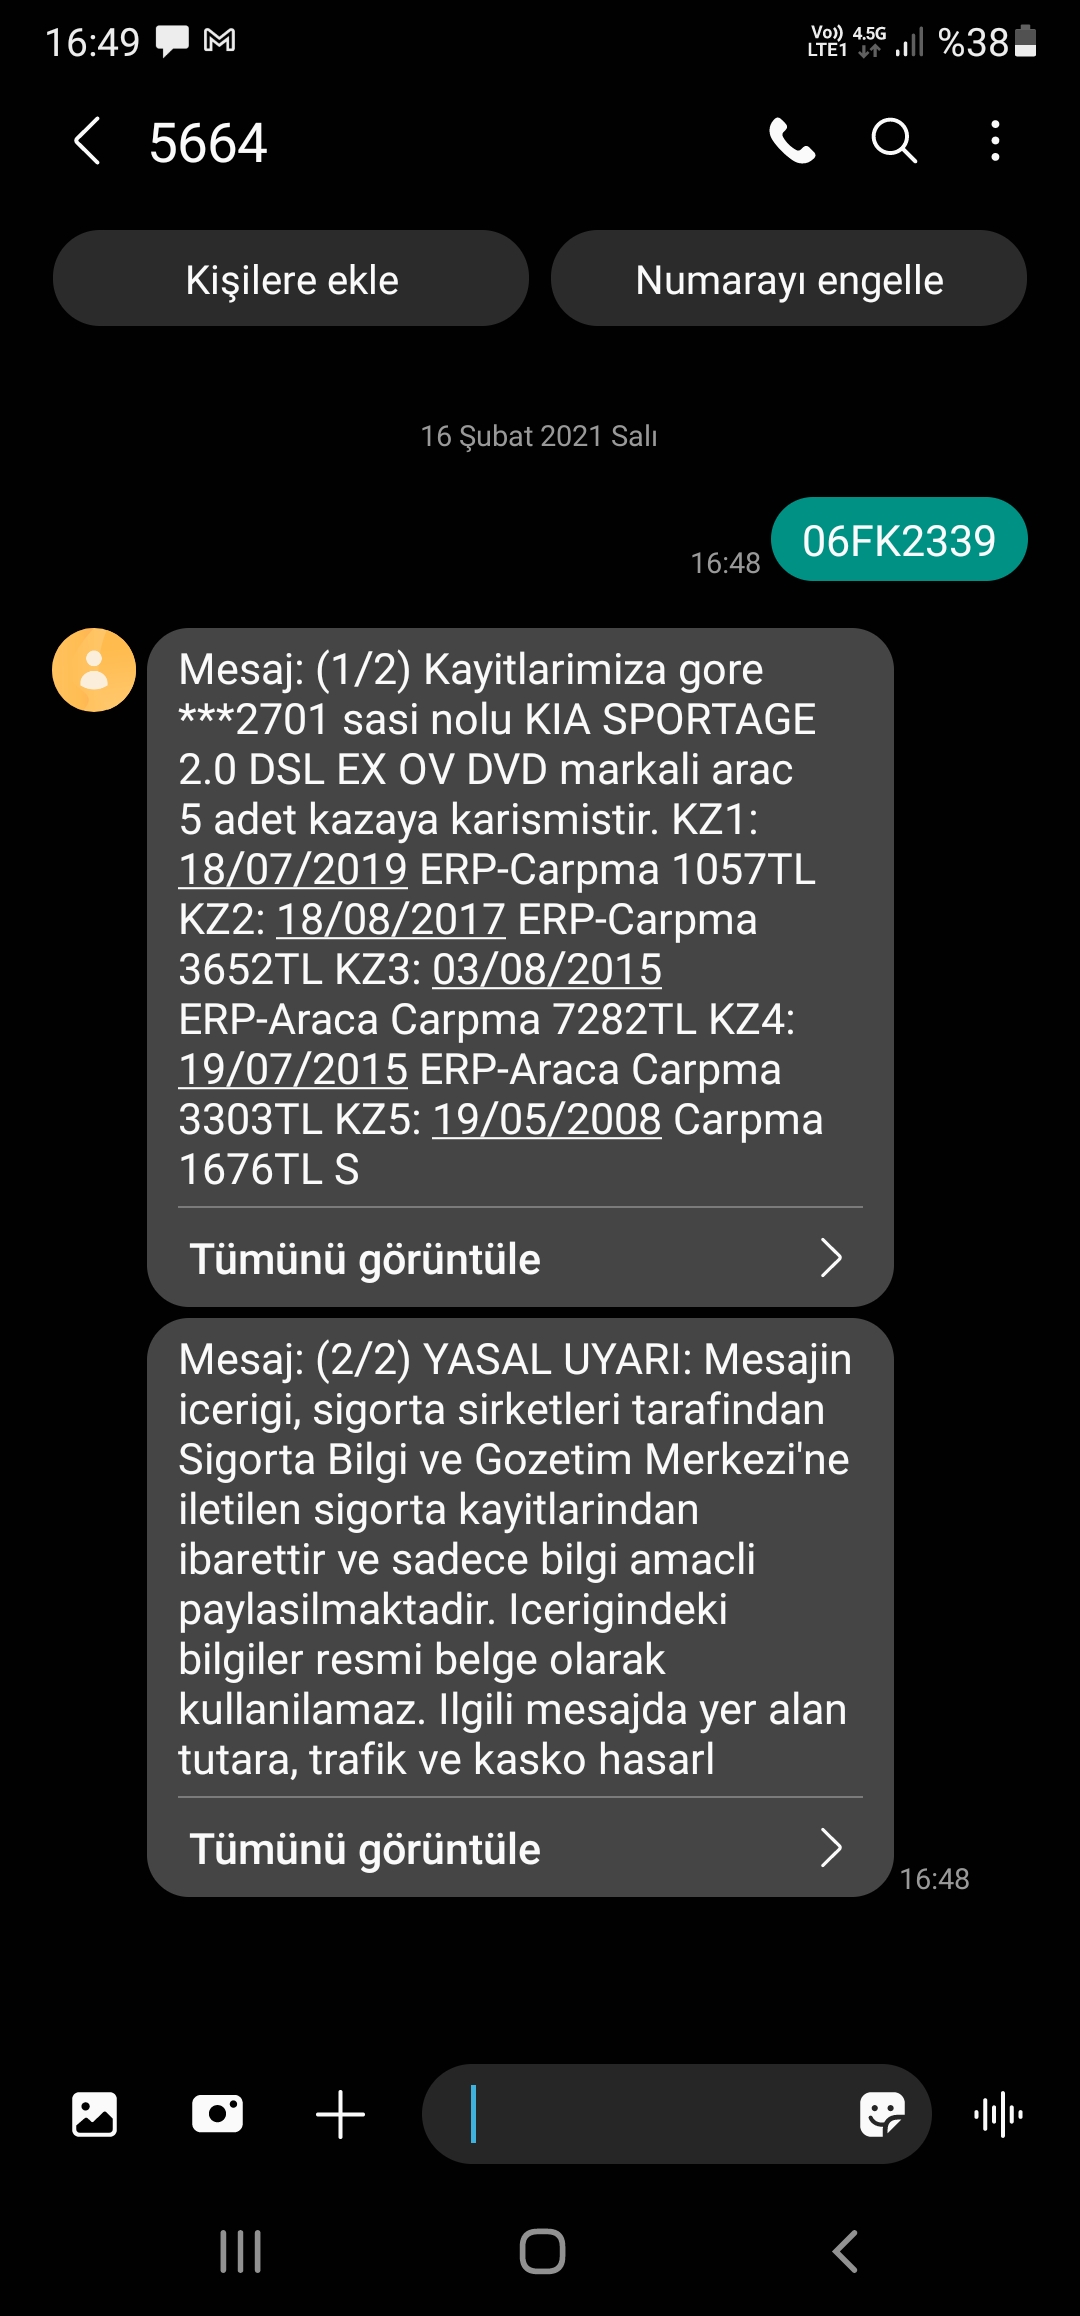 16:49
Vo)) 4.5G
LTE1
%38
5664
Kişilere ekle
Numarayı engelle
16 Şubat 2021 Salı
06FK2339
16:48
Mesaj: (1/2) Kayitlarimiza gore
***2701 sasi nolu KIA SPORTAGE
2.0 DSL EX OV DVD markali arac
5 adet kazaya karismistir. KZ1:
18/07/2019 ERP-Carpma 1057TL
KZ2: 18/08/2017 ERP-Carpma
3652TL KZ3: 03/08/2015
ERP-Araca Carpma 7282TL KZ4:
19/07/2015 ERP-Araca Carpma
3303TL KZ5: 19/05/2008 Carpma
1676TL S
Tümünü görüntüle
Mesaj: (2/2) YASAL UYARI: Mesajin
icerigi, sigorta sirketleri tarafindan
Sigorta Bilgi ve Gozetim Merkezi'ne
iletilen sigorta kayitlarindan
ibarettir ve sadece bilgi amacli
paylasilmaktadir. Icerigindeki
bilgiler resmi belge olarak
kullanilamaz. Ilgili mesajda yer alan
tutara, trafik ve kasko hasarl
Tümünü görüntüle
16:48